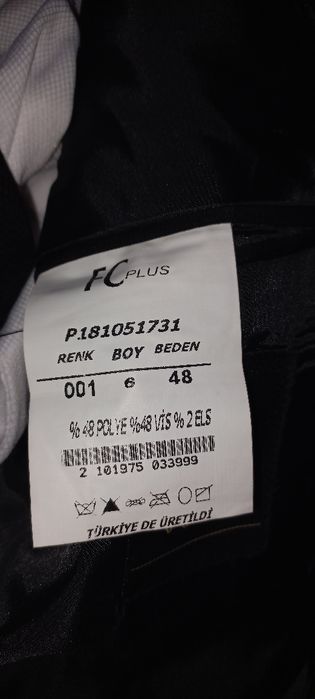 FC PLUS
P.181051731
RENK BOY BEDEN
001 6 48
% 48 POLYE %48 VİS % 2 ELS
2 101975 033999
TÜRKİYE DE ÜRETİLDİ